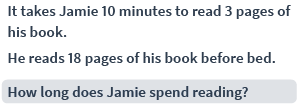 It takes Jamie 10 minutes to read 3 pages of
his book.
He reads 18 pages of his book before bed.
How long does Jamie spend reading?